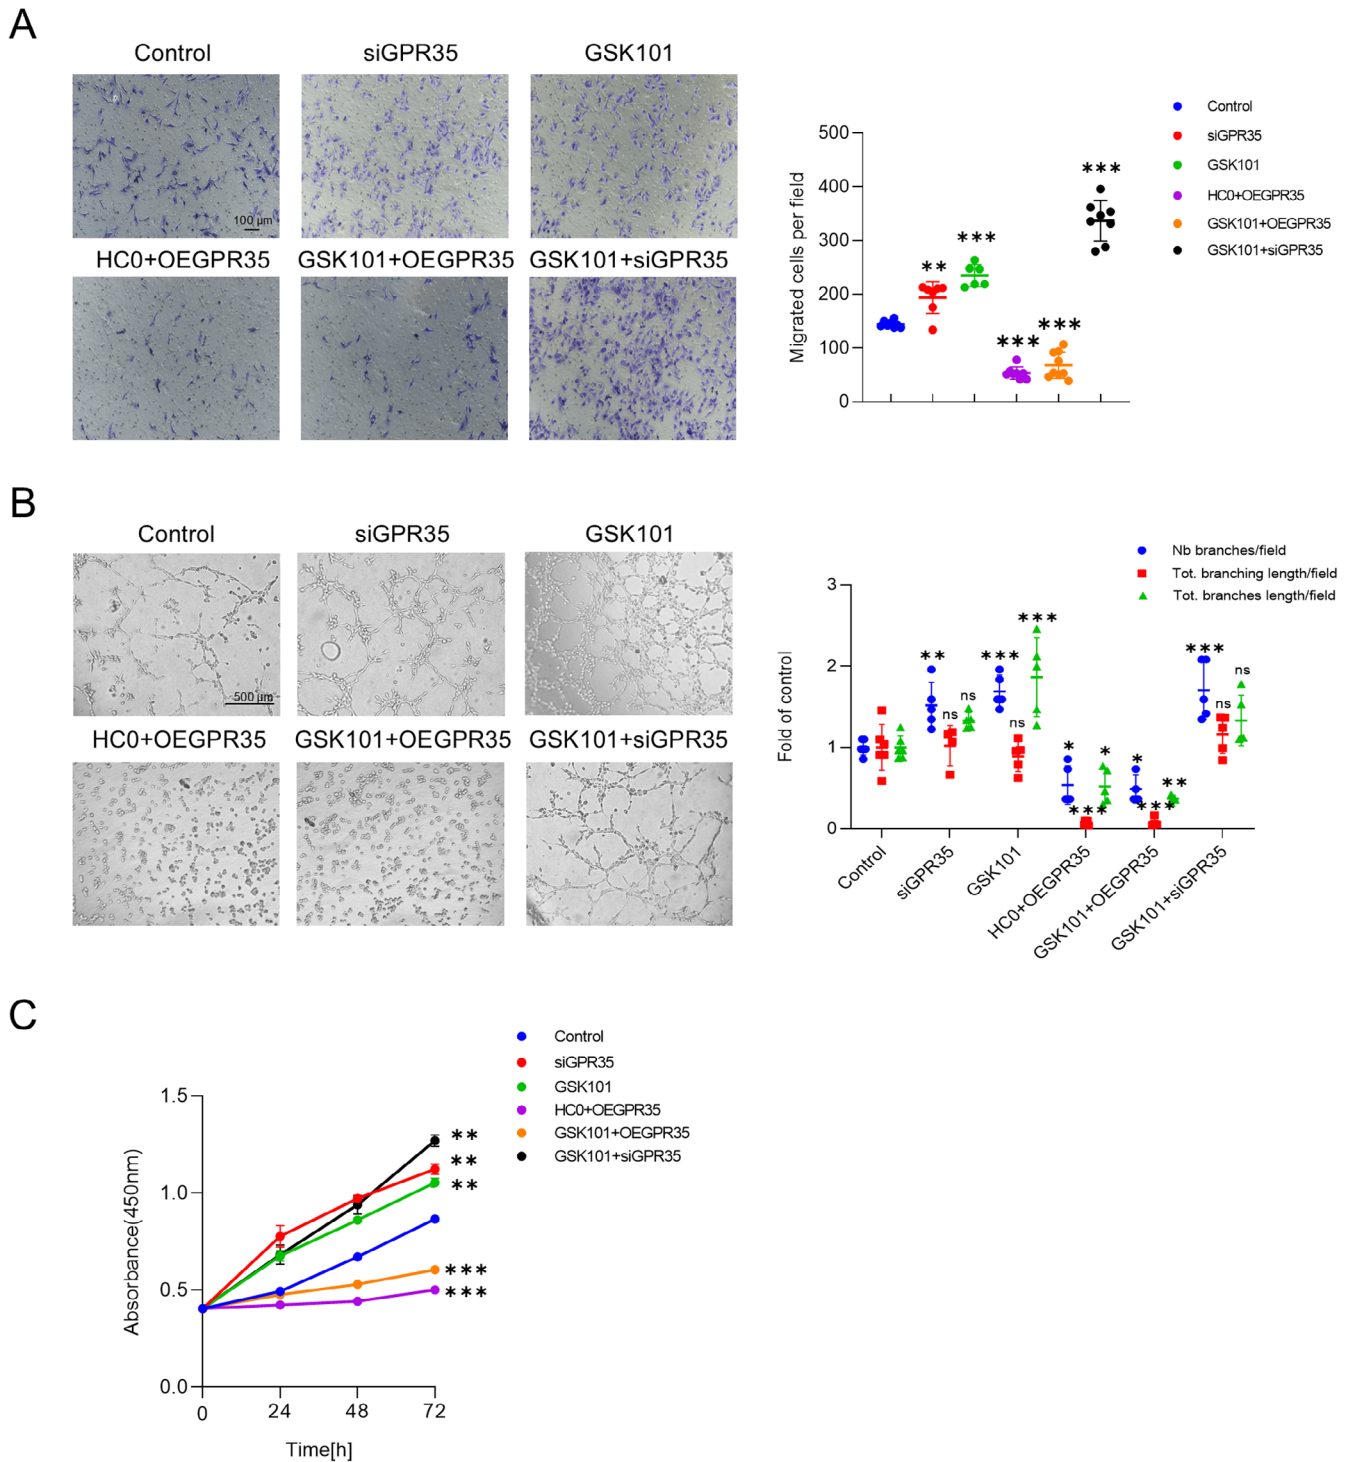 A
Control
siGPR35
GSK101
100 µm
HC0+OEGPR35
GSK101+OEGPR35
GSK101+siGPR35
Migrated cells per field
500
400
300
200
100
0
**
***
***
***
***
Control
siGPR35
GSK101
HC0+OEGPR35
GSK101+OEGPR35
GSK101+siGPR35
B
Control
siGPR35
GSK101
500 µm
HC0+OEGPR35
GSK101+OEGPR35
GSK101+siGPR35
Nb branches/field
Tot. branching length/field
Tot. branches length/field
Fold of control
3
2
1
0
**
ns
ns
***
ns
***
*
***
*
*
***
**
***
ns
ns
Control
siGPR35
GSK101
HC0+OEGPR35
GSK101+OEGPR35
GSK101+siGPR35
C
Control
siGPR35
GSK101
HC0+OEGPR35
GSK101+OEGPR35
GSK101+siGPR35
Absorbance(450nm)
1.5
1.0
0.5
0.0
**
**
**
***
***
0
24
48
72
Time[h]